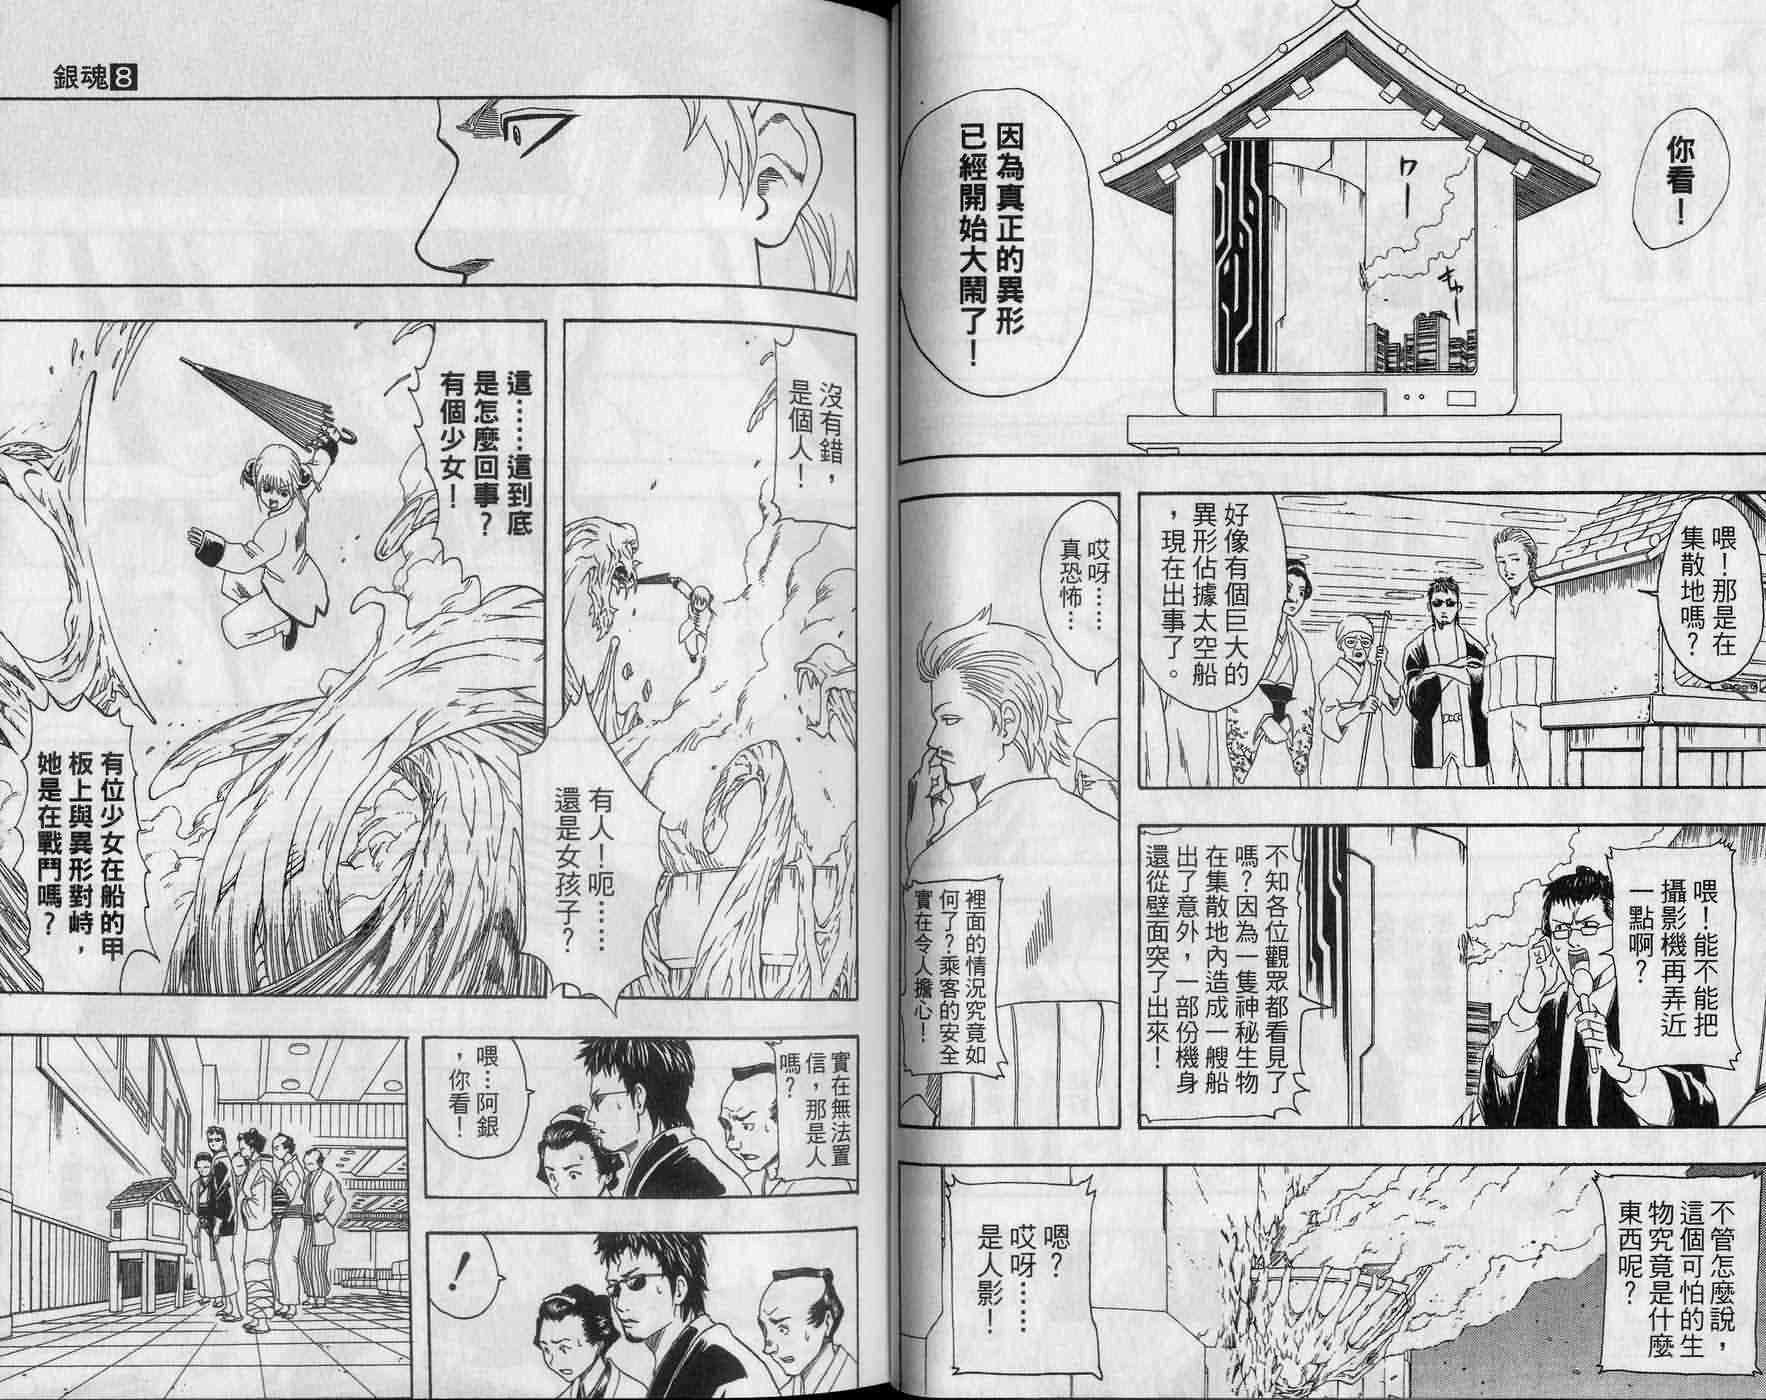 你看！
ワー
キャー
因為真正的異形
已經開始大鬧了！
喂！那是在
集散地嗎？
好像有個巨大的
異形佔據太空船
，現在出事了。
哎呀……
真恐怖…
喂！能不能把
攝影機再弄近
一點啊？
不知各位觀眾都看見了
嗎？因為一隻神秘生物
在集散地內造成一艘船
出了意外，一部份機身
還從壁面突了出來！
裡面的情況究竟如
何了？乘客的安全
實在令人擔心！
不管怎麼說，
這個可怕的生
物究竟是什麼
東西呢？
嗯？
哎呀……
是人影！
銀魂8
沒有錯，
是個人！
有人！呃……
還是女孩子？
這……這到底
是怎麼回事？
有個少女！
有位少女在船的甲
板上與異形對峙，
她是在戰鬥嗎？
實在無法置
信，那是人
嗎？
喂…阿銀
，你看！
！